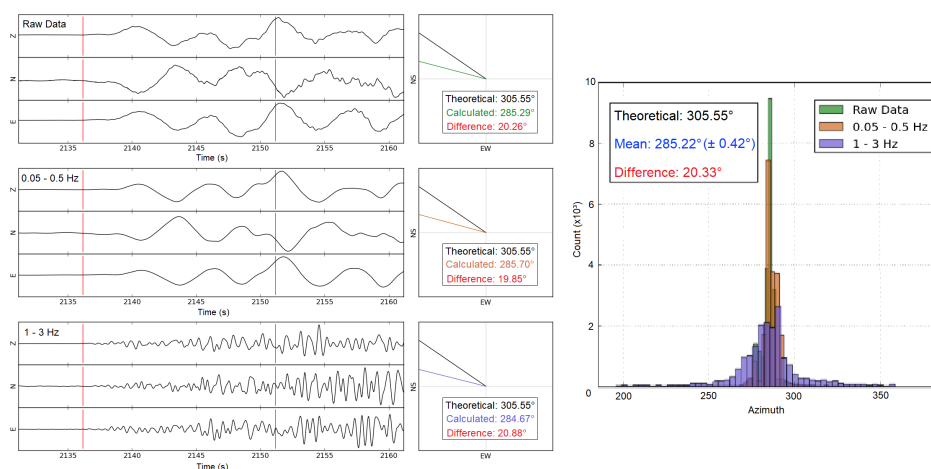 Raw Data
Z
N
E
2135 2140 2145 2150 2155 2160
Time (s)
NS
Theoretical: 305.55°
Calculated: 285.29°
Difference: 20.26°
EW
0.05 - 0.5 Hz
Z
N
E
2135 2140 2145 2150 2155 2160
Time (s)
NS
Theoretical: 305.55°
Calculated: 285.70°
Difference: 19.85°
EW
1 - 3 Hz
Z
N
E
2135 2140 2145 2150 2155 2160
Time (s)
NS
Theoretical: 305.55°
Calculated: 284.67°
Difference: 20.88°
EW
10
8
6
4
2
0
Count (x10³)
Theoretical: 305.55°
Mean: 285.22° (± 0.42°)
Difference: 20.33°
Raw Data
0.05 - 0.5 Hz
1 - 3 Hz
200 250 300 350
Azimuth